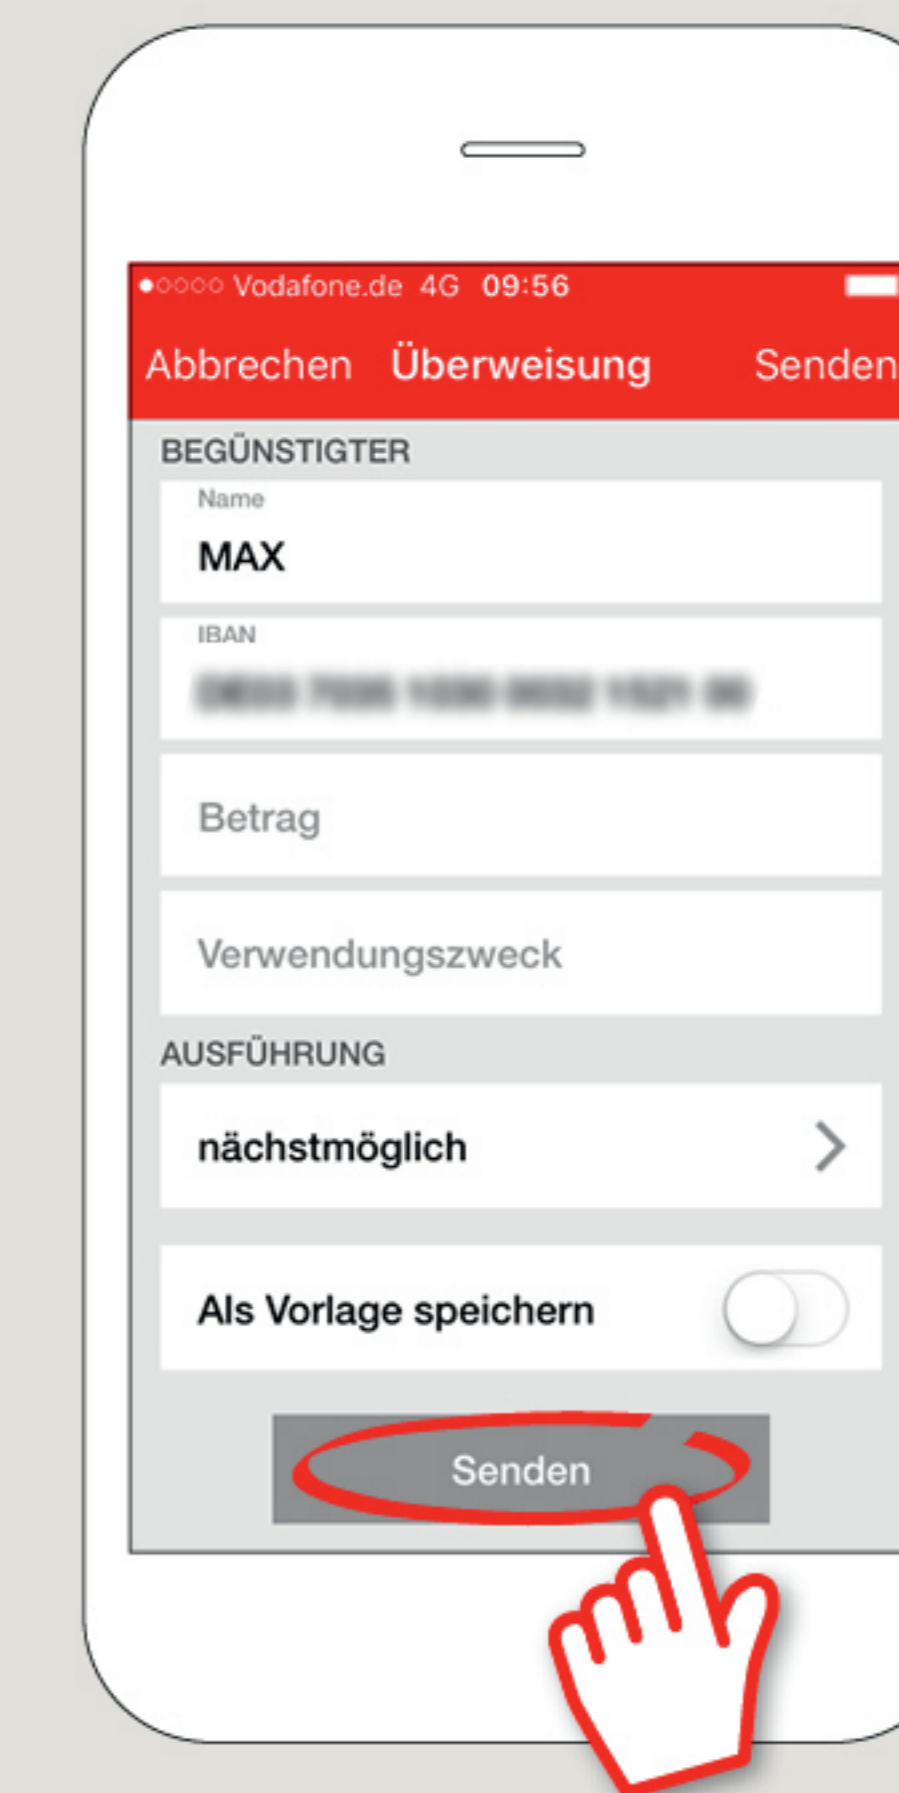 Vodafone.de 4G 09:56
Abbrechen Überweisung Senden
BEGÜNSTIGTER
Name
MAX
IBAN
Betrag
Verwendungszweck
AUSFÜHRUNG
nächstmöglich
Als Vorlage speichern
Senden